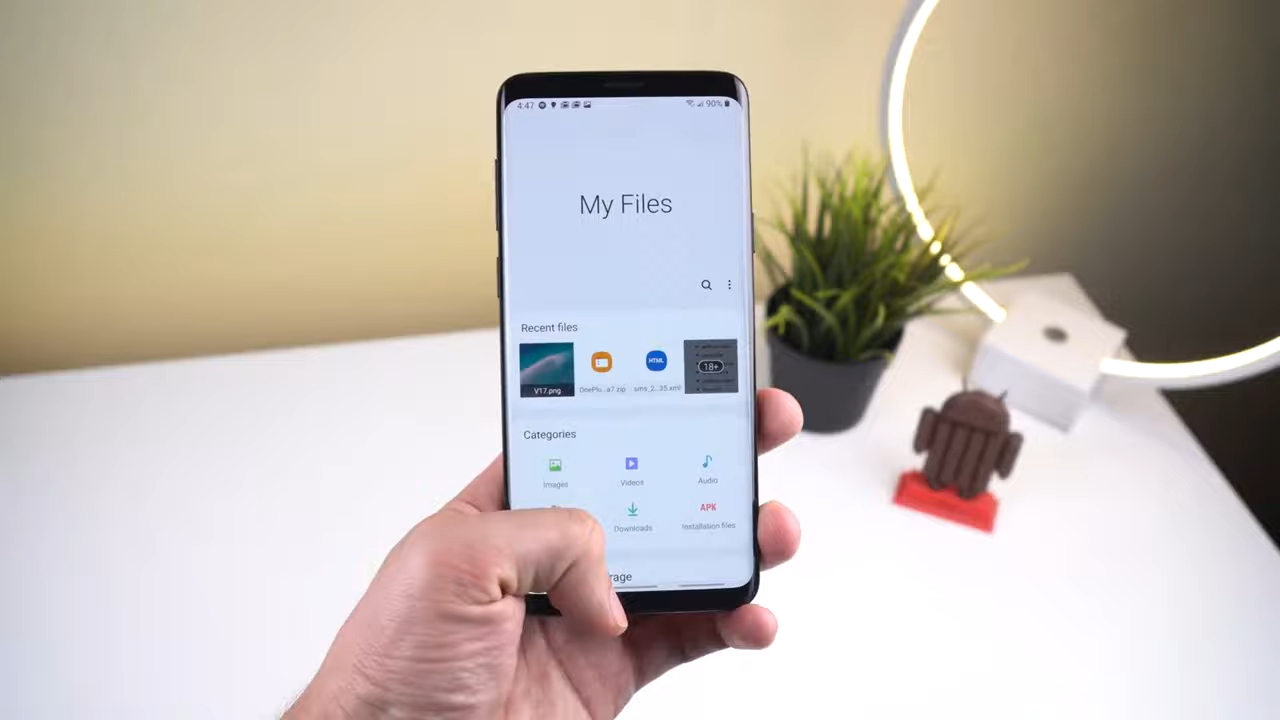 4:47 90%
My Files
Recent files
V17.png OnePlo...a7.zip HTML sms_2...35.xml 18+
Categories
Images Videos Audio
APK
Downloads Installation files
rage